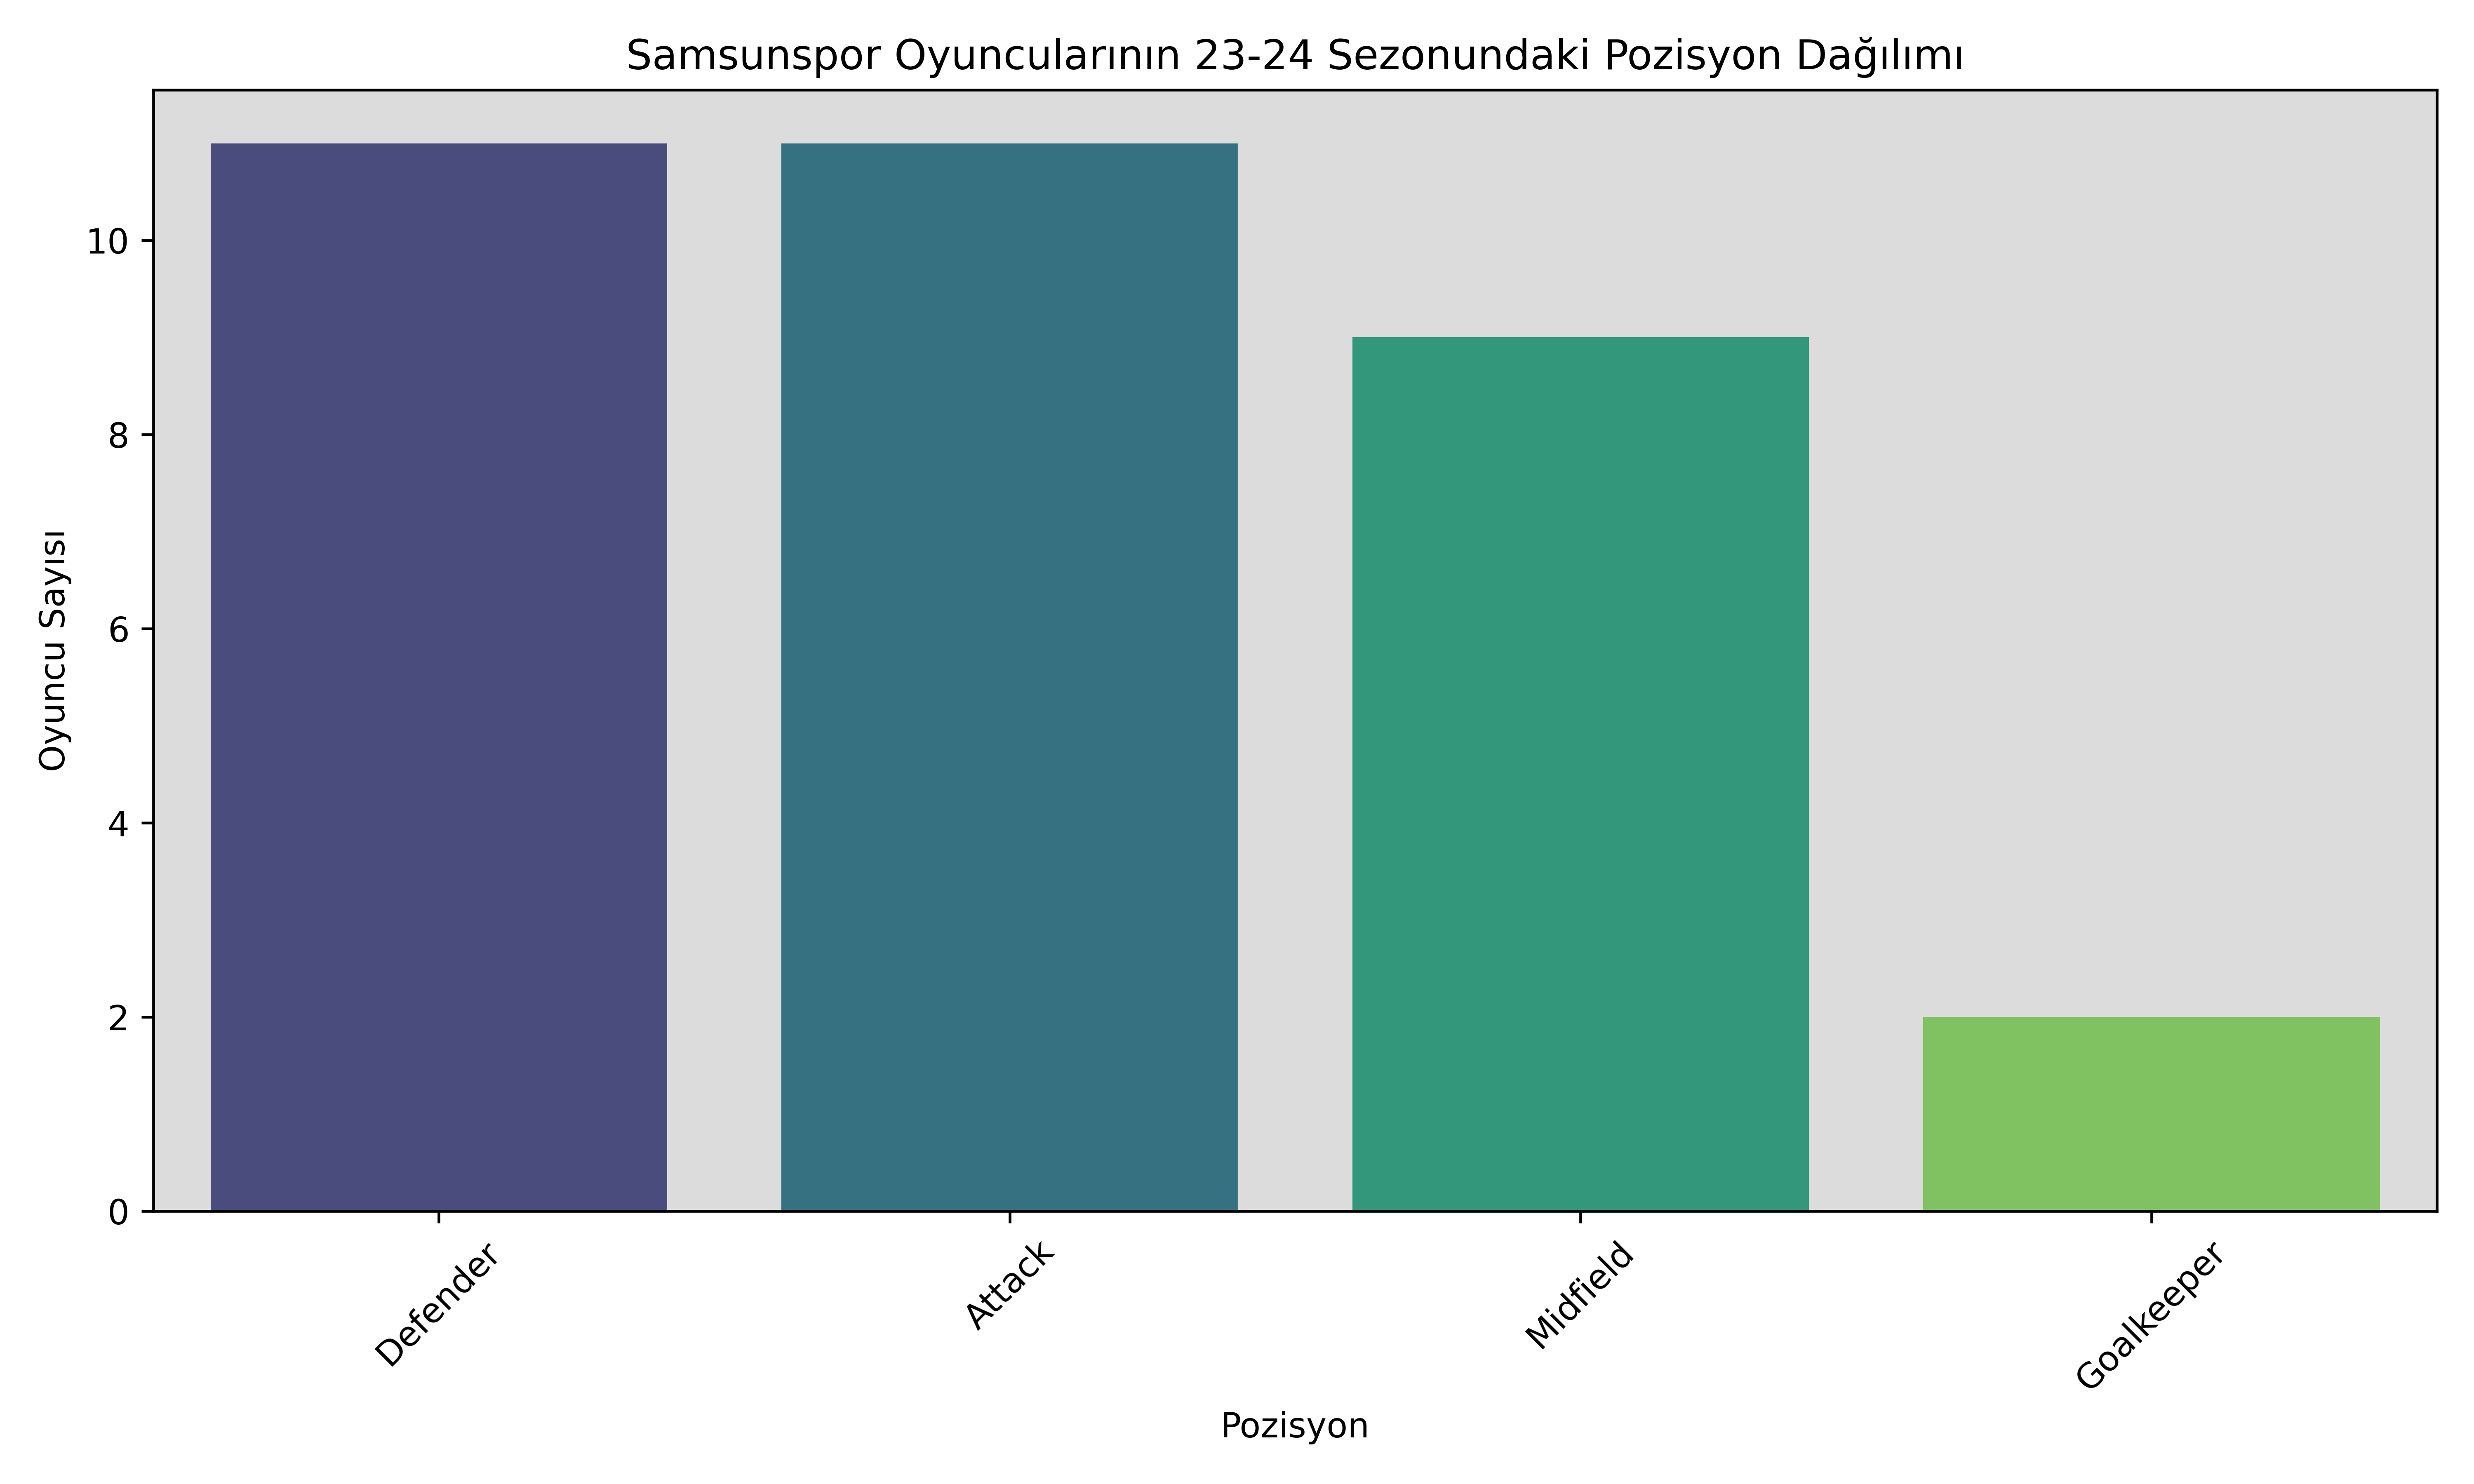 Samsunspor Oyuncularının 23-24 Sezonundaki Pozisyon Dağılımı
Oyuncu Sayısı
10
8
6
4
2
0
Defender
Attack
Midfield
Goalkeeper
Pozisyon